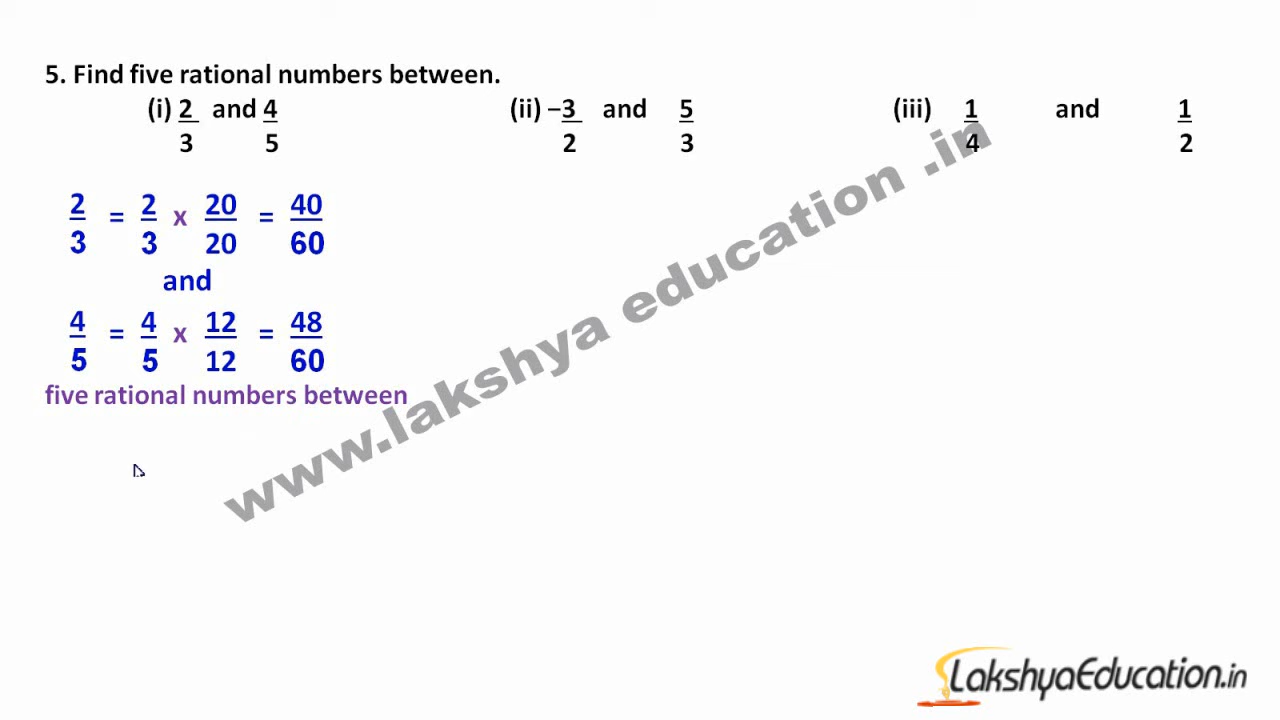 5. Find five rational numbers between.
(i) 2 and 4 (ii) –3 and 5 (iii) 1 and 1
3 5 2 3 4 2
2 = 2 x 20 = 40
3 3 20 60
and
4 = 4 x 12 = 48
5 5 12 60
five rational numbers between
www.lakshya education .in
LakshyaEducation.in